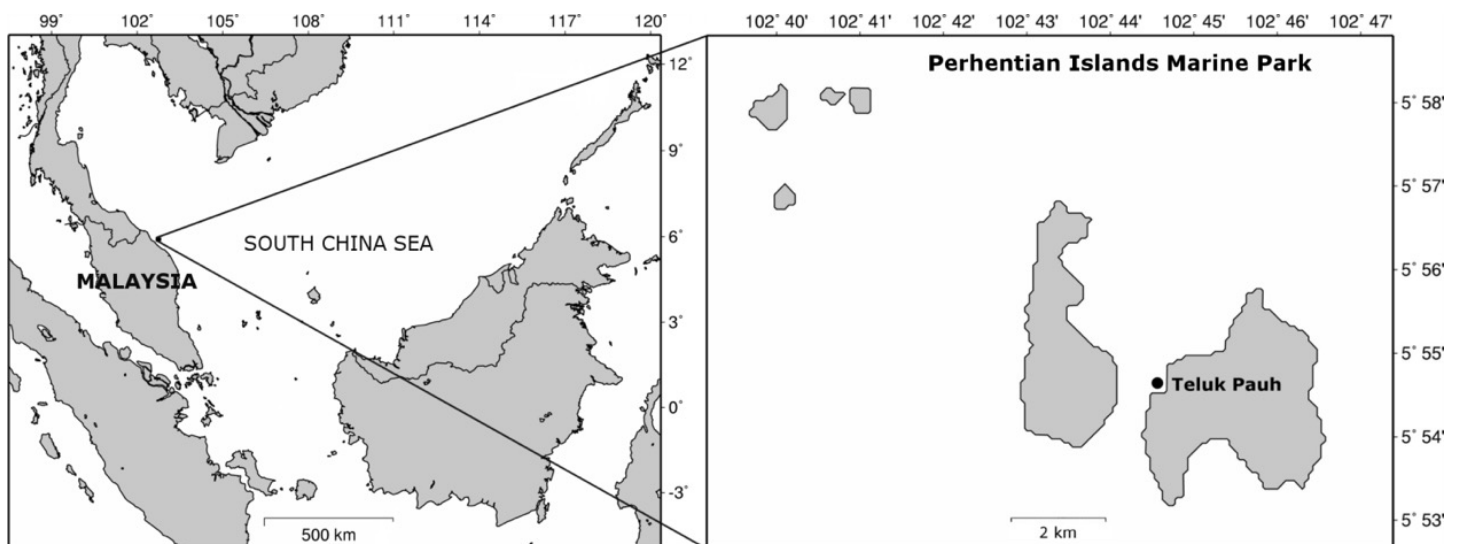 99° 102° 105° 108° 111° 114° 117° 120°
12°
9°
6°
3°
0°
-3°
SOUTH CHINA SEA
MALAYSIA
500 km
102° 40' 102° 41' 102° 42' 102° 43' 102° 44' 102° 45' 102° 46' 102° 47'
Perhentian Islands Marine Park
5° 58'
5° 57'
5° 56'
5° 55'
5° 54'
5° 53'
Teluk Pauh
2 km